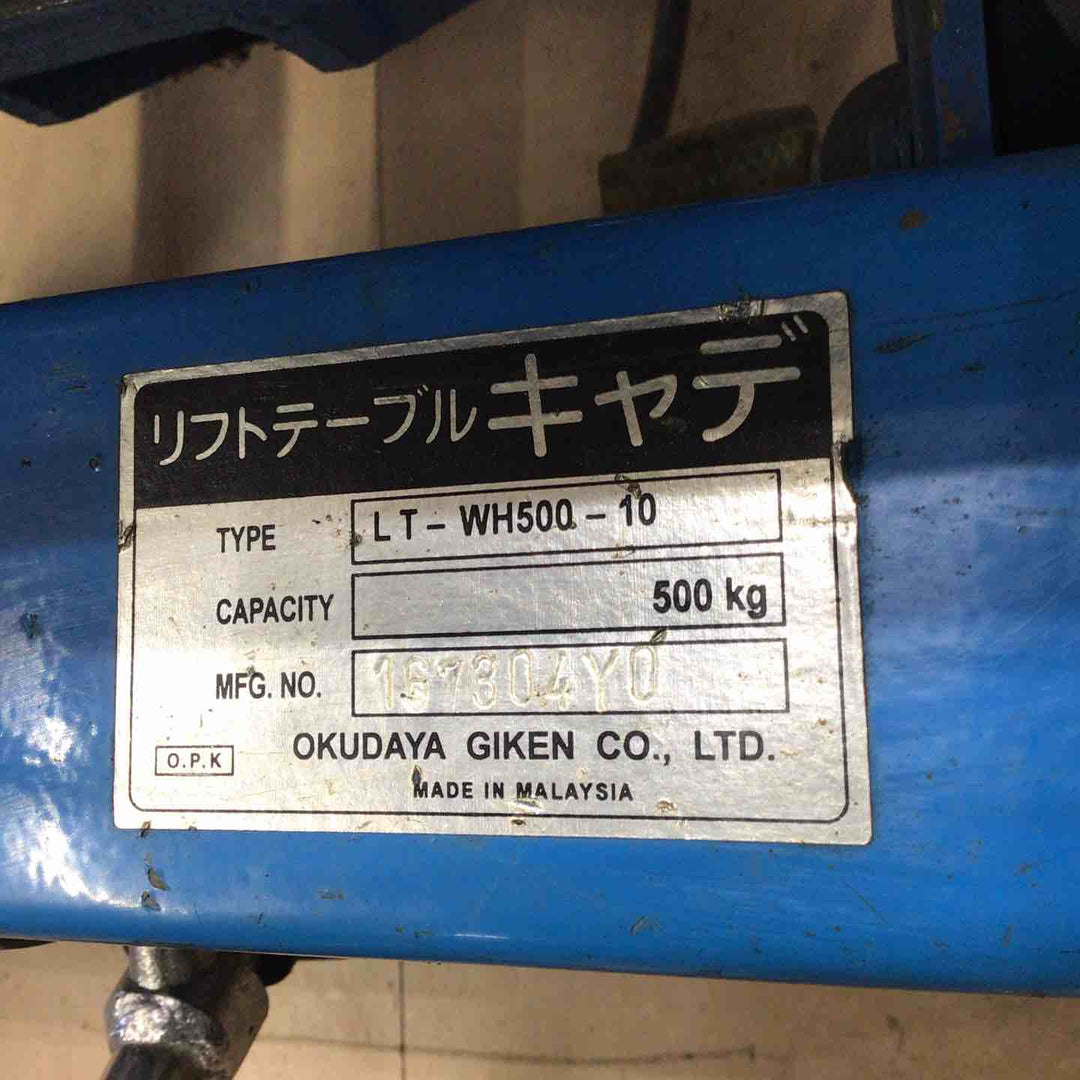 リフトテーブルキャデ
TYPE LT-WH500-10
CAPACITY 500 kg
MFG. NO. 167304Y0
O.P.K OKUDAYA GIKEN CO., LTD.
MADE IN MALAYSIA